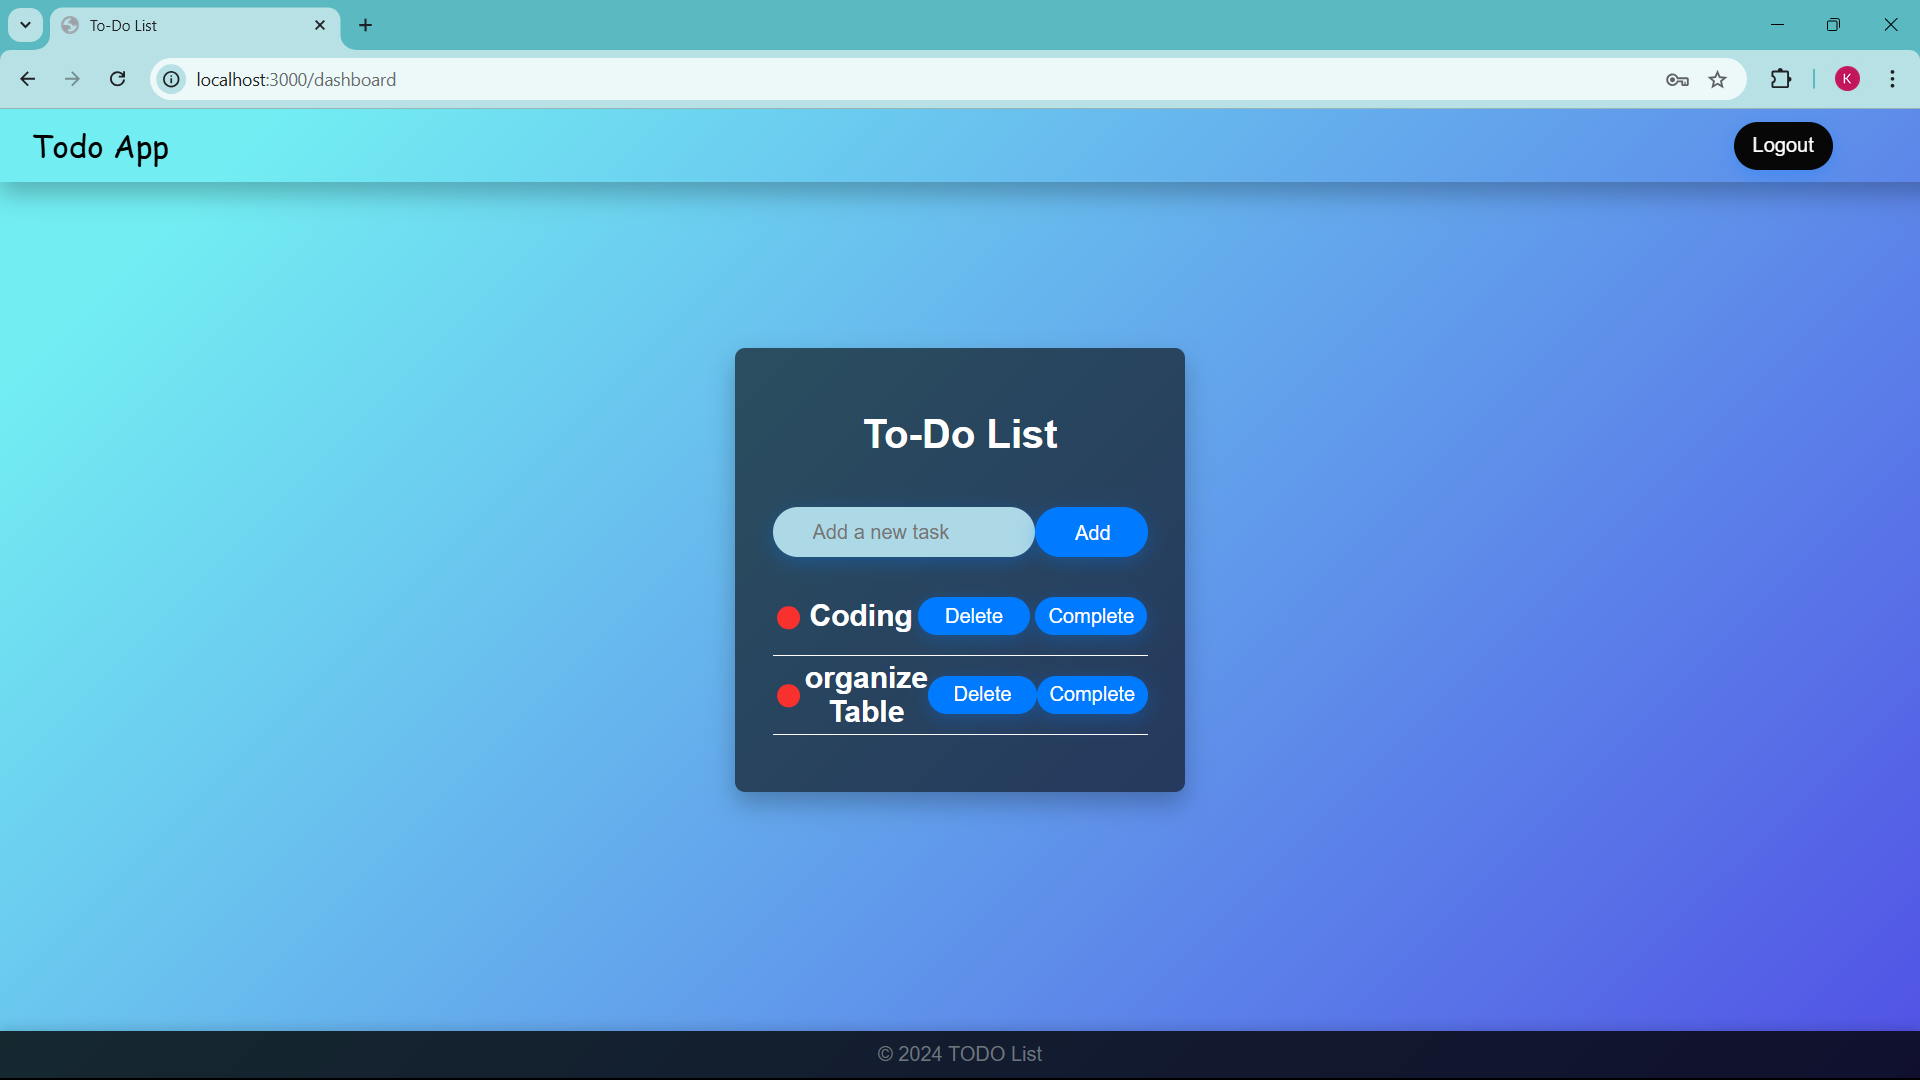 To-Do List
localhost:3000/dashboard
K
Todo App
Logout
To-Do List
Add a new task
Add
Coding
Delete
Complete
organize
Table
Delete
Complete
© 2024 TODO List